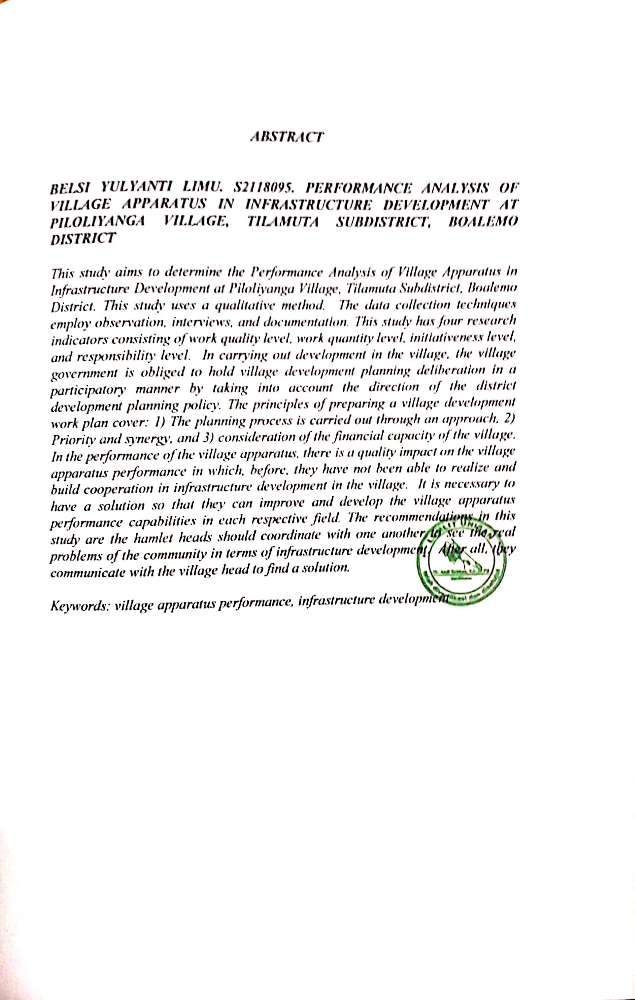 ABSTRACT
BELSI YULYANTI LIMU. S2118095. PERFORMANCE ANALYSIS OF
VILLAGE APPARATUS IN INFRASTRUCTURE DEVELOPMENT AT
PILOLIYANGA VILLAGE, TILAMUTA SUBDISTRICT, BOALEMO
DISTRICT
This study aims to determine the Performance Analysis of Village Apparatus in
Infrastructure Development at Piloliyanga Village, Tilamuta Subdistrict, Boalemo
District. This study uses a qualitative method. The data collection techniques
employ observation, interviews, and documentation. This study has four research
indicators consisting of work quality level, work quantity level, initiativeness level,
and responsibility level. In carrying out development in the village, the village
government is obliged to hold village development planning deliberation in a
participatory manner by taking into account the direction of the district
development planning policy. The principles of preparing a village development
work plan cover: 1) The planning process is carried out through an approach, 2)
Priority and synergy, and 3) consideration of the financial capacity of the village.
In the performance of the village apparatus, there is a quality impact on the village
apparatus performance in which, before, they have not been able to realize and
build cooperation in infrastructure development in the village. It is necessary to
have a solution so that they can improve and develop the village apparatus
performance capabilities in each respective field. The recommendations in this
study are the hamlet heads should coordinate with one another to see the real
problems of the community in terms of infrastructure development. After all, they
communicate with the village head to find a solution.
Keywords: village apparatus performance, infrastructure development